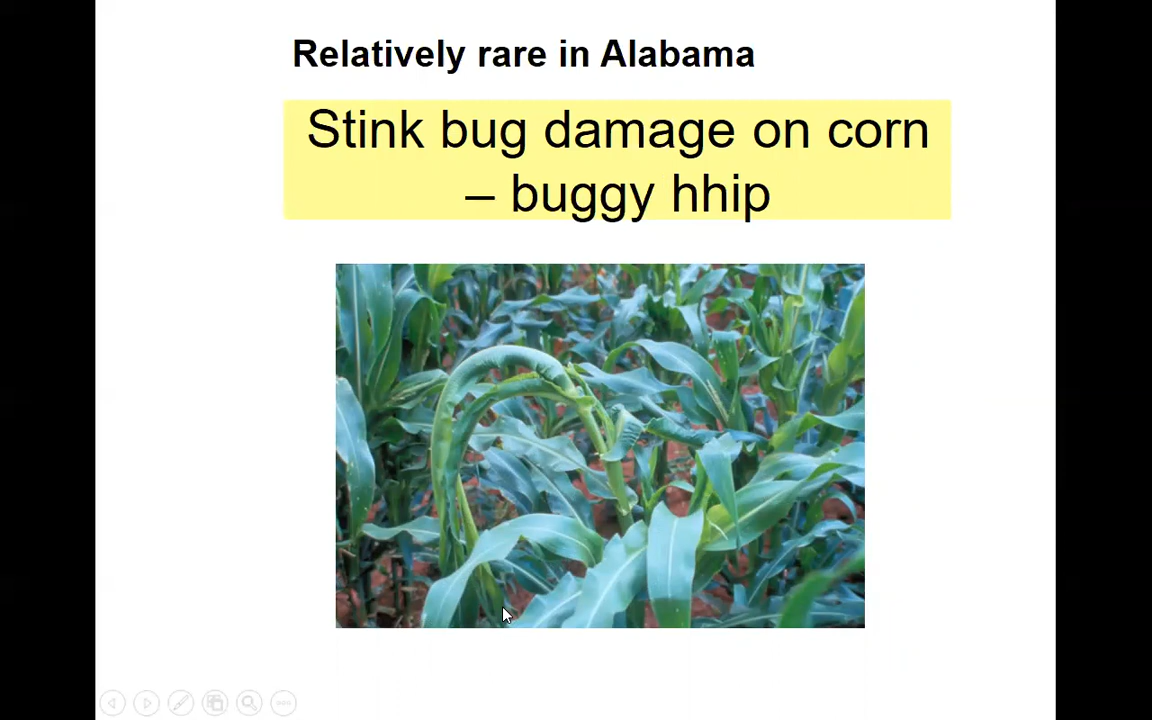 Relatively rare in Alabama
Stink bug damage on corn
– buggy hhip